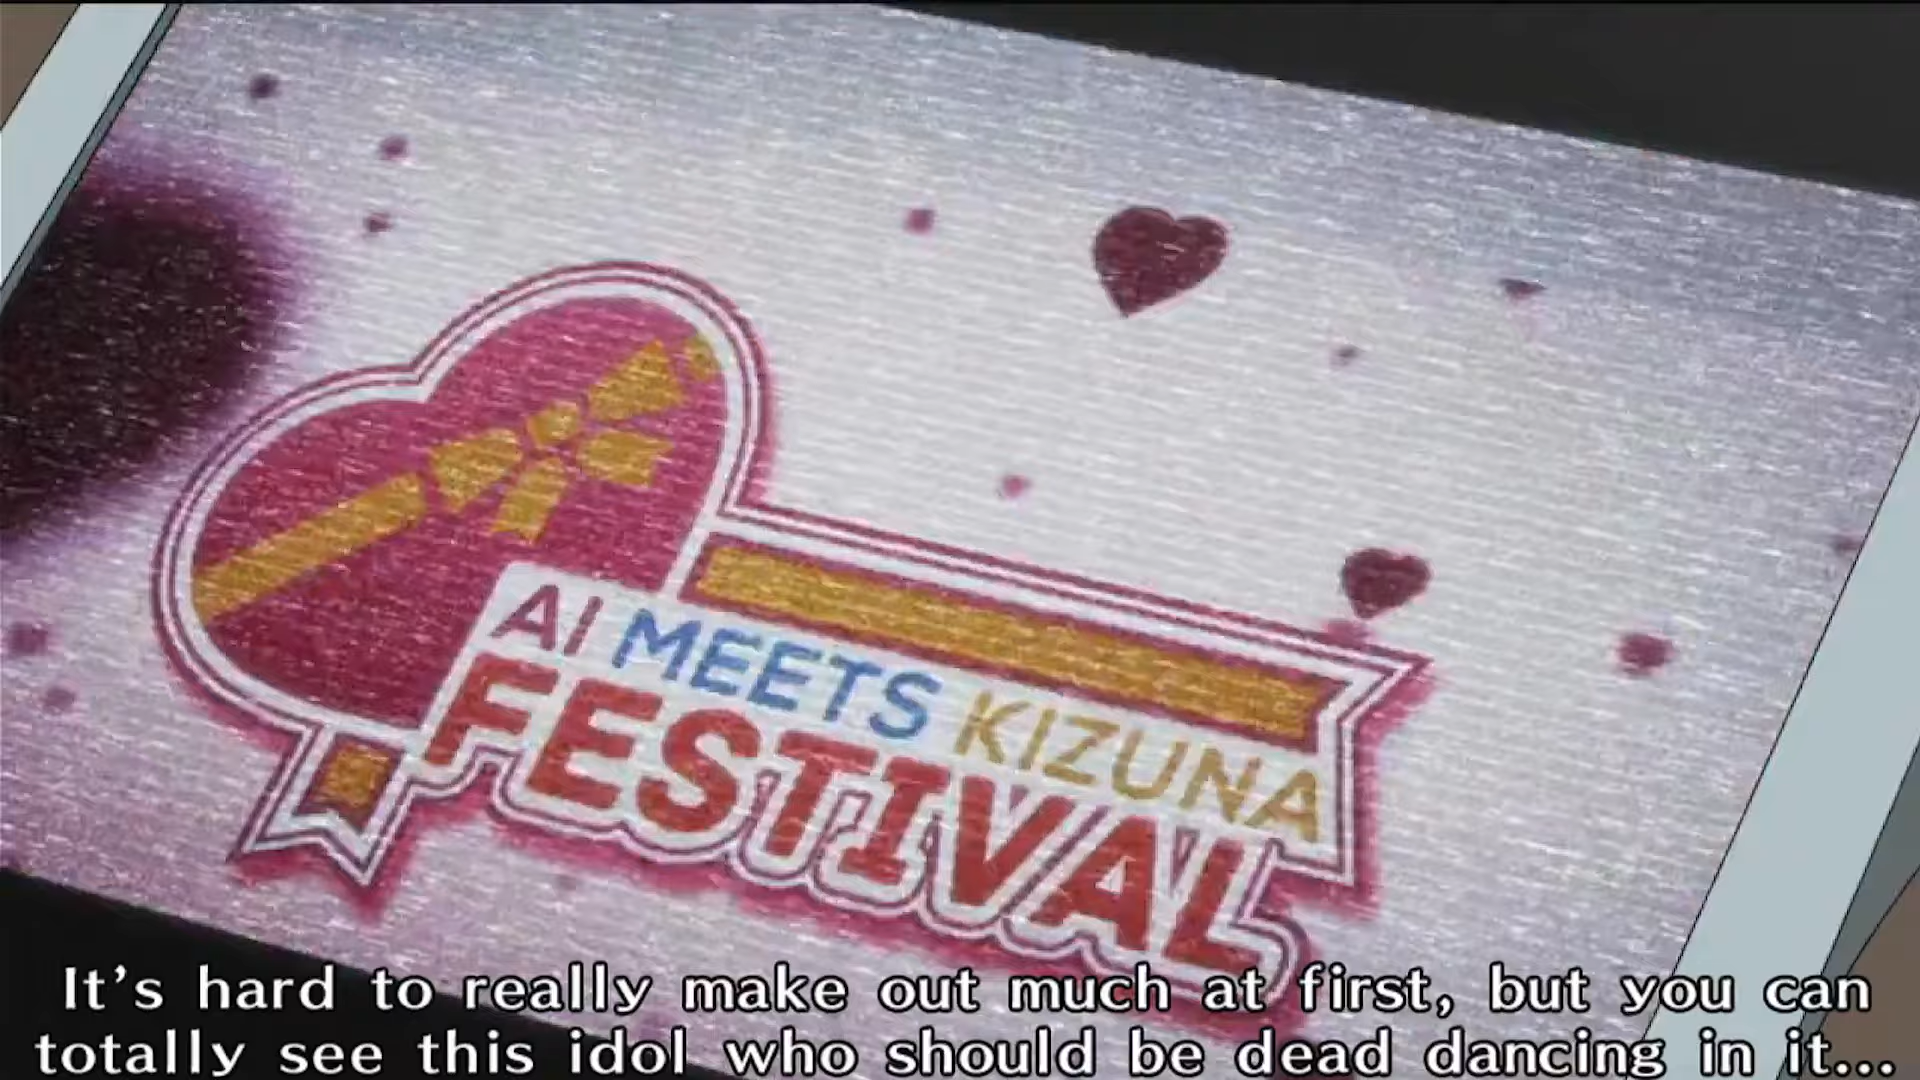 AI MEETS KIZUNA
FESTIVAL
It's hard to really make out much at first, but you can
totally see this idol who should be dead dancing in it...